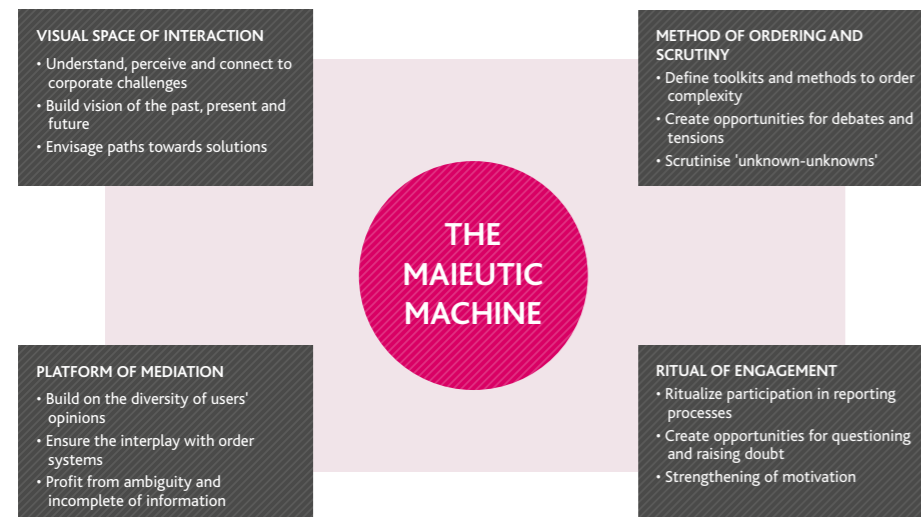 VISUAL SPACE OF INTERACTION
• Understand, perceive and connect to
corporate challenges
• Build vision of the past, present and
future
• Envisage paths towards solutions
METHOD OF ORDERING AND
SCRUTINY
• Define toolkits and methods to order
complexity
• Create opportunities for debates and
tensions
• Scrutinise 'unknown-unknowns'
THE
MAIEUTIC
MACHINE
PLATFORM OF MEDIATION
• Build on the diversity of users'
opinions
• Ensure the interplay with order
systems
• Profit from ambiguity and
incomplete of information
RITUAL OF ENGAGEMENT
• Ritualize participation in reporting
processes
• Create opportunities for questioning
and raising doubt
• Strengthening of motivation